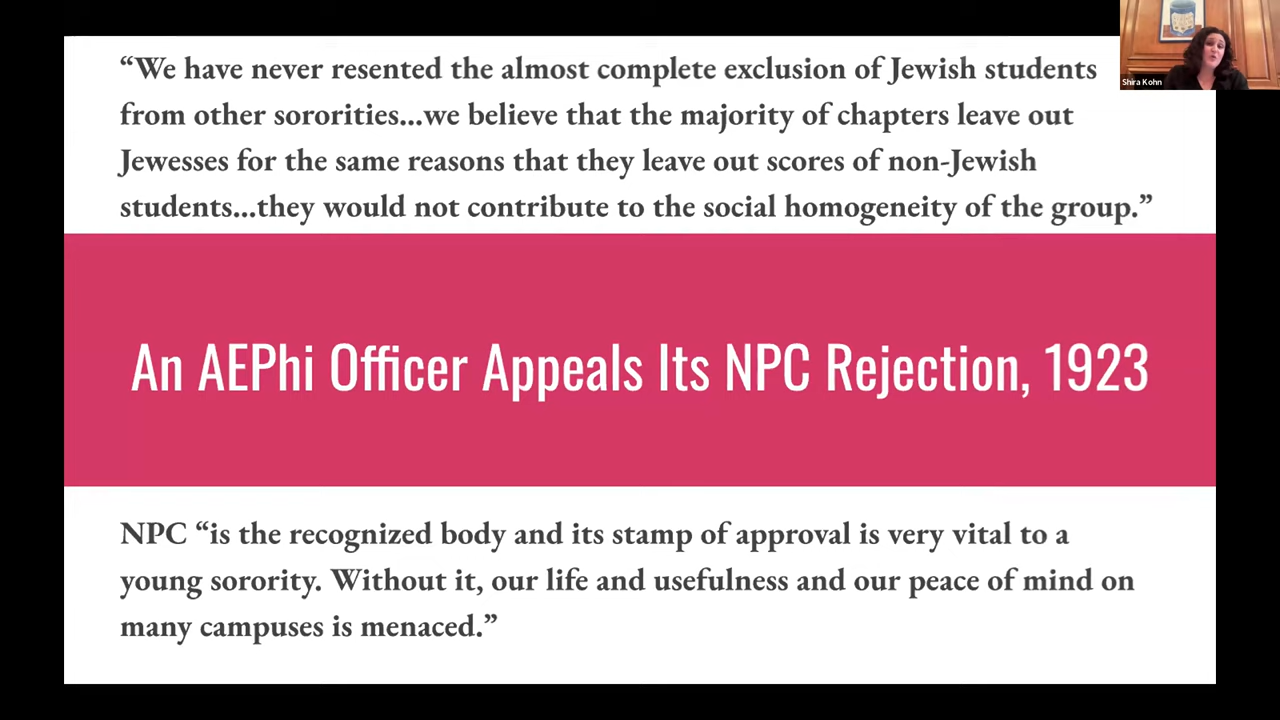 “We have never resented the almost complete exclusion of Jewish students
from other sororities...we believe that the majority of chapters leave out
Jewesses for the same reasons that they leave out scores of non-Jewish
students...they would not contribute to the social homogeneity of the group.”
Shira Kohn
An AEPhi Officer Appeals Its NPC Rejection, 1923
NPC “is the recognized body and its stamp of approval is very vital to a
young sorority. Without it, our life and usefulness and our peace of mind on
many campuses is menaced.”